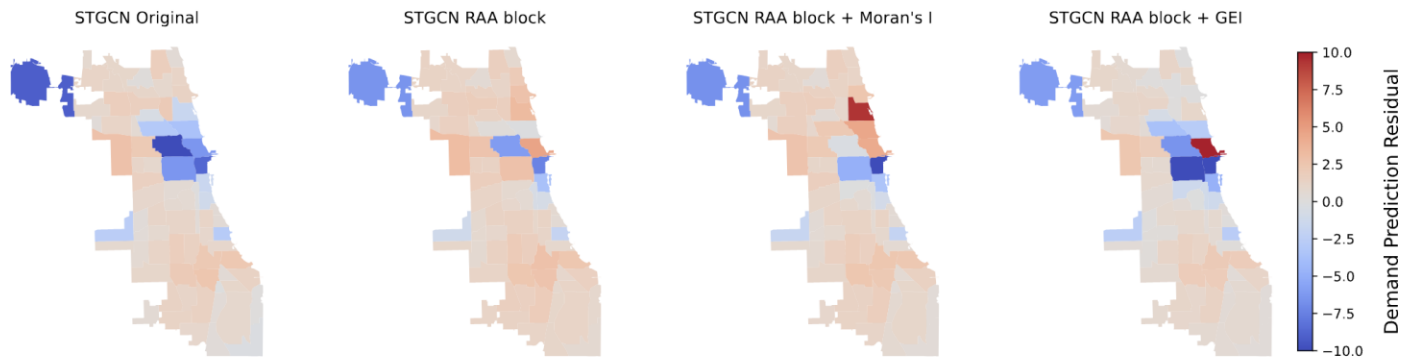 STGCN Original
STGCN RAA block
STGCN RAA block + Moran's I
STGCN RAA block + GEI
10.0
7.5
5.0
2.5
0.0
−2.5
−5.0
−7.5
−10.0
Demand Prediction Residual